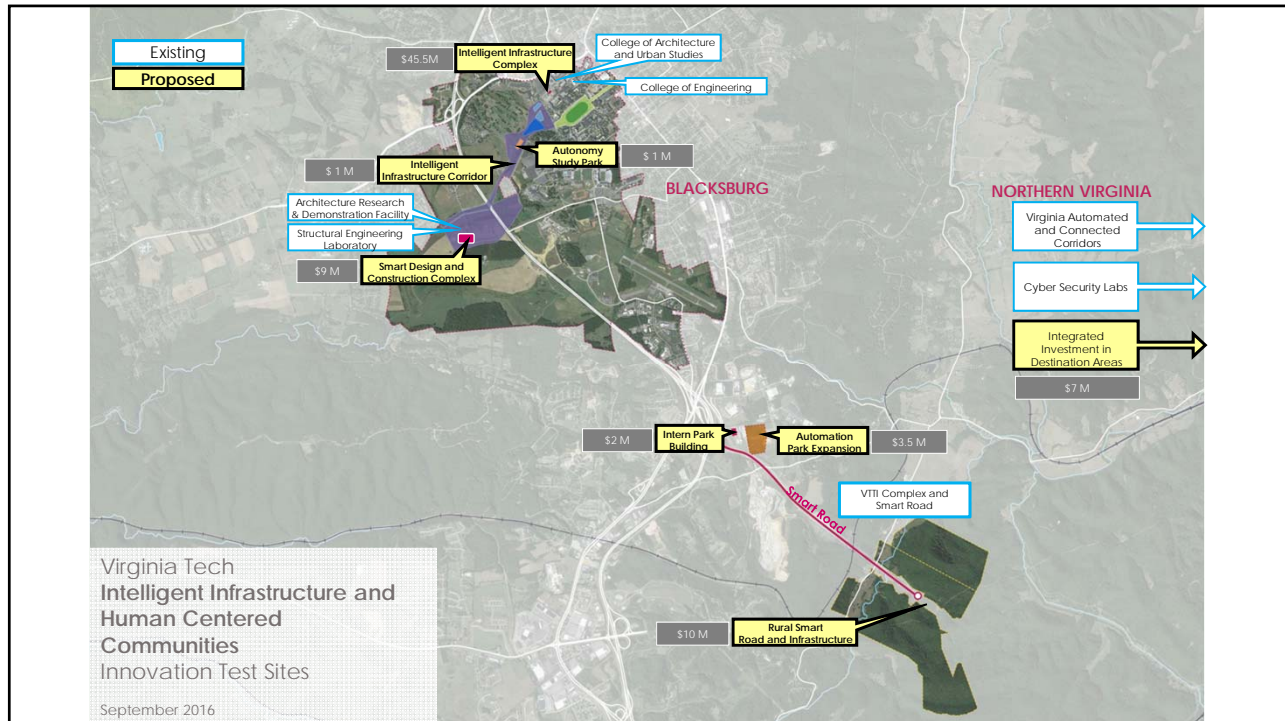 Existing
Proposed
$45.5M
Intelligent Infrastructure
Complex
College of Architecture
and Urban Studies
College of Engineering
$ 1 M
Intelligent
Infrastructure Corridor
Autonomy
Study Park
$ 1 M
BLACKSBURG
NORTHERN VIRGINIA
Architecture Research
& Demonstration Facility
Structural Engineering
Laboratory
$9 M
Smart Design and
Construction Complex
Virginia Automated
and Connected
Corridors
Cyber Security Labs
Integrated
Investment in
Destination Areas
$7 M
$2 M
Intern Park
Building
Automation
Park Expansion
$3.5 M
Smart Road
VTTI Complex and
Smart Road
$10 M
Rural Smart
Road and Infrastructure
Virginia Tech
Intelligent Infrastructure and
Human Centered
Communities
Innovation Test Sites
September 2016